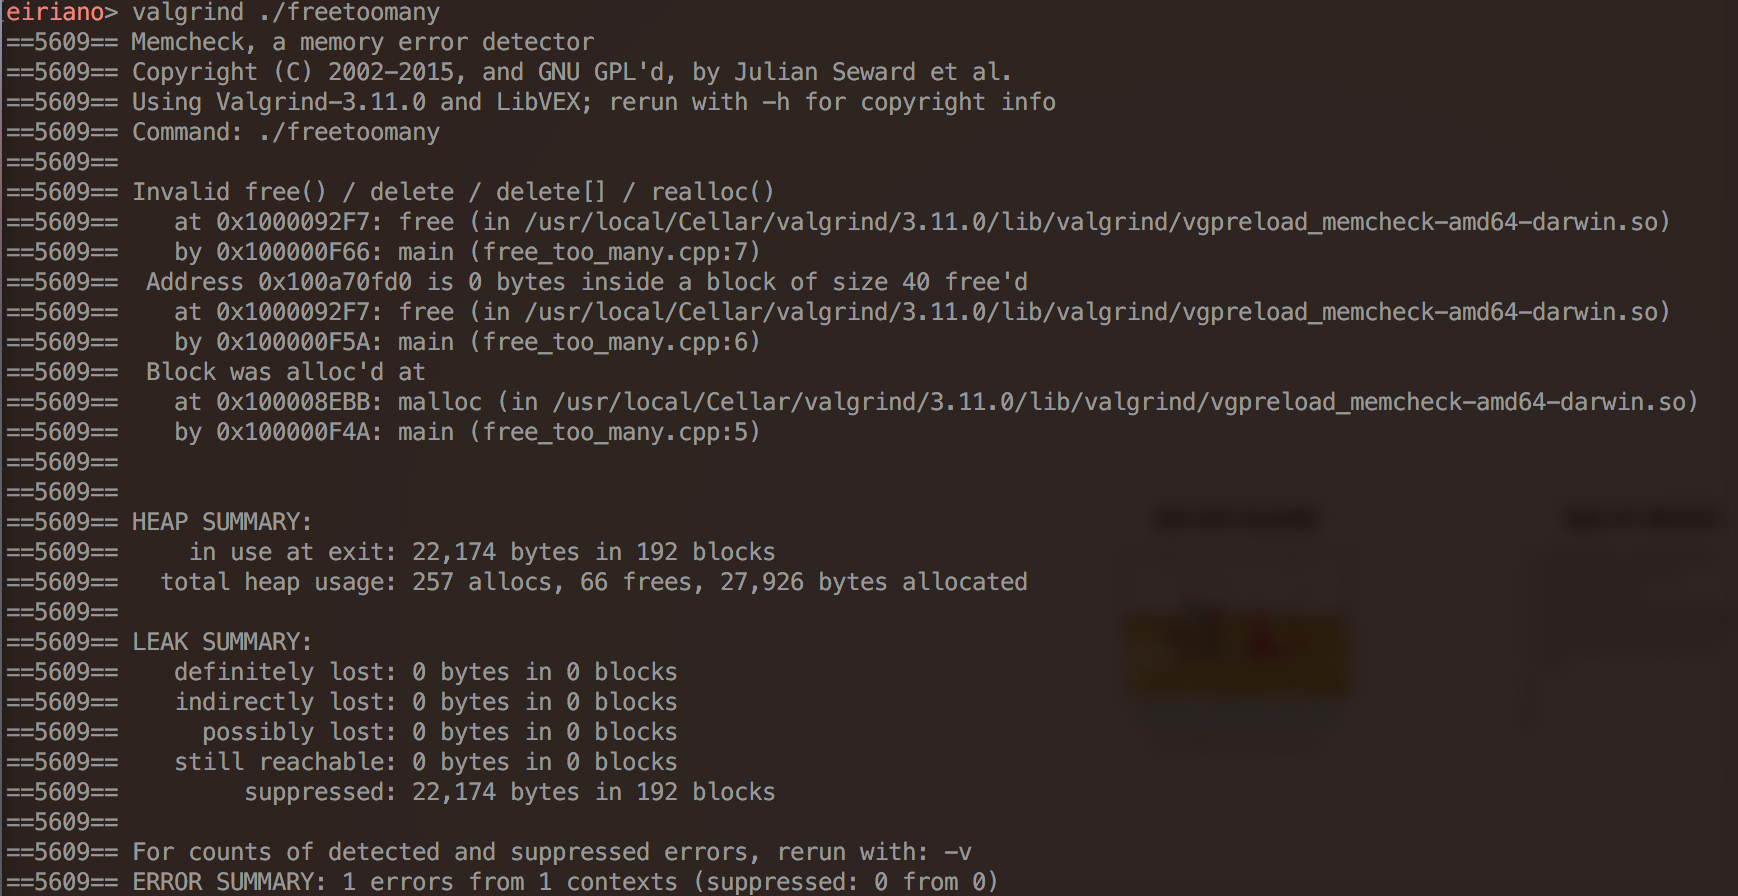 eiriano> valgrind ./freetoomany
==5609== Memcheck, a memory error detector
==5609== Copyright (C) 2002-2015, and GNU GPL'd, by Julian Seward et al.
==5609== Using Valgrind-3.11.0 and LibVEX; rerun with -h for copyright info
==5609== Command: ./freetoomany
==5609==
==5609== Invalid free() / delete / delete[] / realloc()
==5609==    at 0x1000092F7: free (in /usr/local/Cellar/valgrind/3.11.0/lib/valgrind/vgpreload_memcheck-amd64-darwin.so)
==5609==    by 0x100000F66: main (free_too_many.cpp:7)
==5609==  Address 0x100a70fd0 is 0 bytes inside a block of size 40 free'd
==5609==    at 0x1000092F7: free (in /usr/local/Cellar/valgrind/3.11.0/lib/valgrind/vgpreload_memcheck-amd64-darwin.so)
==5609==    by 0x100000F5A: main (free_too_many.cpp:6)
==5609==  Block was alloc'd at
==5609==    at 0x100008EBB: malloc (in /usr/local/Cellar/valgrind/3.11.0/lib/valgrind/vgpreload_memcheck-amd64-darwin.so)
==5609==    by 0x100000F4A: main (free_too_many.cpp:5)
==5609==
==5609==
==5609== HEAP SUMMARY:
==5609==     in use at exit: 22,174 bytes in 192 blocks
==5609==   total heap usage: 257 allocs, 66 frees, 27,926 bytes allocated
==5609==
==5609== LEAK SUMMARY:
==5609==    definitely lost: 0 bytes in 0 blocks
==5609==    indirectly lost: 0 bytes in 0 blocks
==5609==      possibly lost: 0 bytes in 0 blocks
==5609==    still reachable: 0 bytes in 0 blocks
==5609==         suppressed: 22,174 bytes in 192 blocks
==5609==
==5609== For counts of detected and suppressed errors, rerun with: -v
==5609== ERROR SUMMARY: 1 errors from 1 contexts (suppressed: 0 from 0)